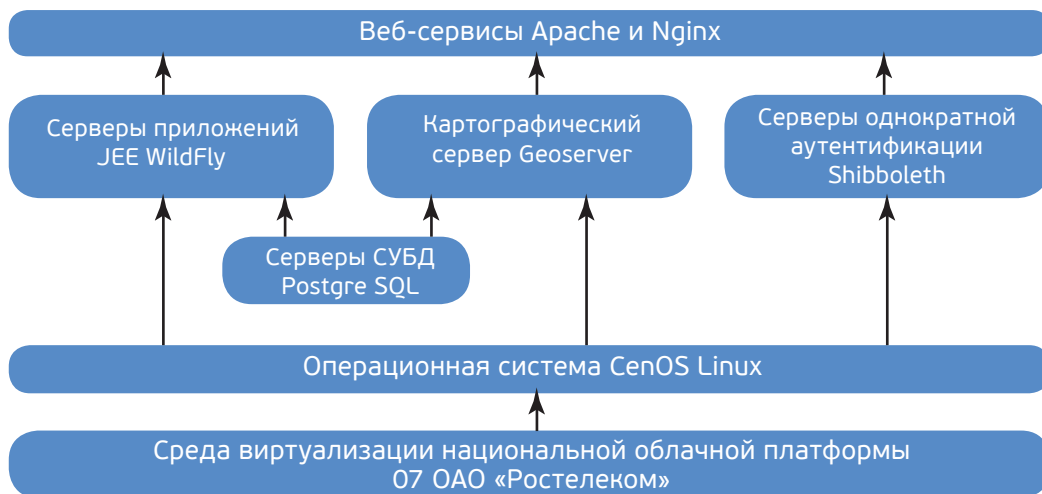 Веб-сервисы Apache и Nginx
Серверы приложений
JEE WildFly
Картографический
сервер Geoserver
Серверы однократной
аутентификации
Shibboleth
Серверы СУБД
Postgre SQL
Операционная система CenOS Linux
Среда виртуализации национальной облачной платформы
07 ОАО «Ростелеком»